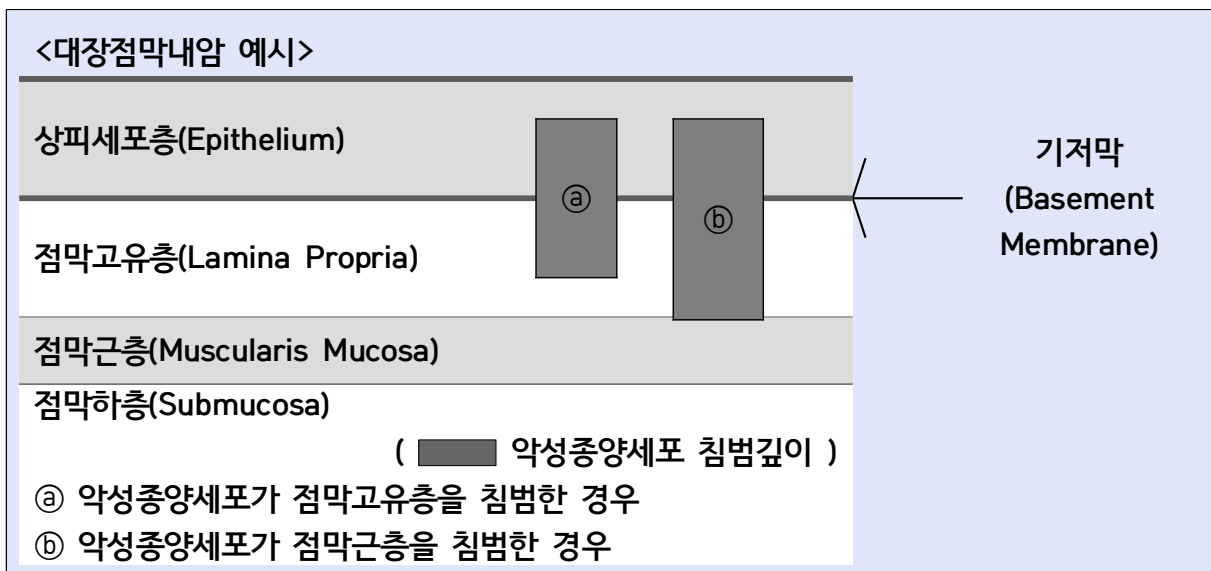 <대장점막내암 예시>
상피세포층(Epithelium)
ⓐ
ⓑ
기저막
(Basement
Membrane)
점막고유층(Lamina Propria)
점막근층(Muscularis Mucosa)
점막하층(Submucosa)
( 악성종양세포 침범깊이 )
ⓐ 악성종양세포가 점막고유층을 침범한 경우
ⓑ 악성종양세포가 점막근층을 침범한 경우